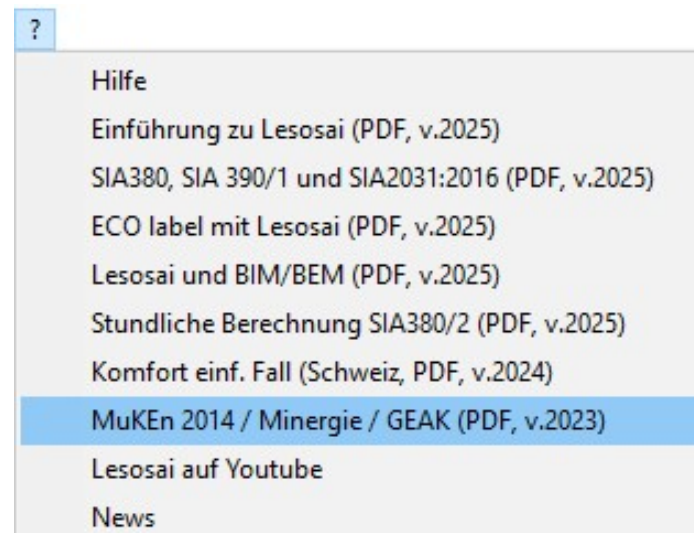 ?
Hilfe
Einführung zu Lesosai (PDF, v.2025)
SIA380, SIA 390/1 und SIA2031:2016 (PDF, v.2025)
ECO label mit Lesosai (PDF, v.2025)
Lesosai und BIM/BEM (PDF, v.2025)
Stundliche Berechnung SIA380/2 (PDF, v.2025)
Komfort einf. Fall (Schweiz, PDF, v.2024)
MuKEn 2014 / Minergie / GEAK (PDF, v.2023)
Lesosai auf Youtube
News